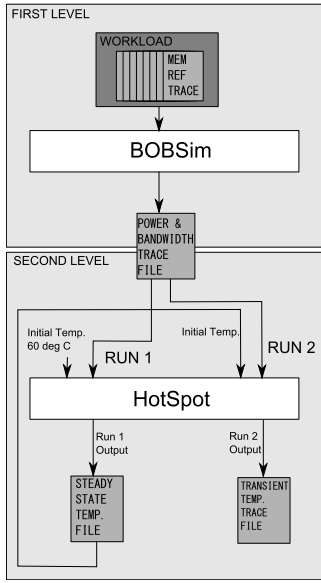 FIRST LEVEL
WORKLOAD
MEM
REF
TRACE
BOBSim
POWER &
BANDWIDTH
TRACE
FILE
SECOND LEVEL
Initial Temp.
60 deg C
RUN 1
Initial Temp.
RUN 2
HotSpot
Run 1
Output
Run 2
Output
STEADY
STATE
TEMP.
FILE
TRANSIENT
TEMP.
TRACE
FILE